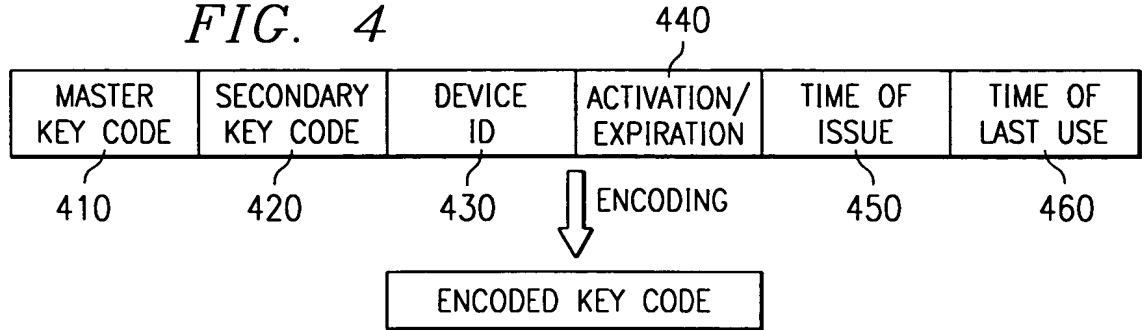 FIG. 4
440
MASTER KEY CODE
SECONDARY KEY CODE
DEVICE ID
ACTIVATION/ EXPIRATION
TIME OF ISSUE
TIME OF LAST USE
410
420
430
ENCODING
450
460
ENCODED KEY CODE